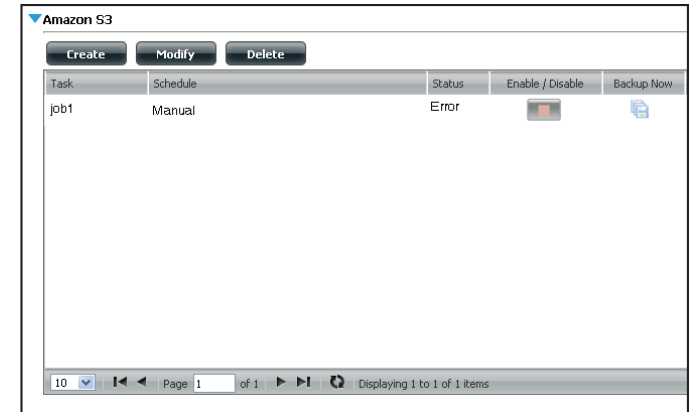 Amazon S3
Create Modify Delete
Task Schedule Status Enable / Disable Backup Now
job1 Manual Error
10 Page 1 of 1 Displaying 1 to 1 of 1 items